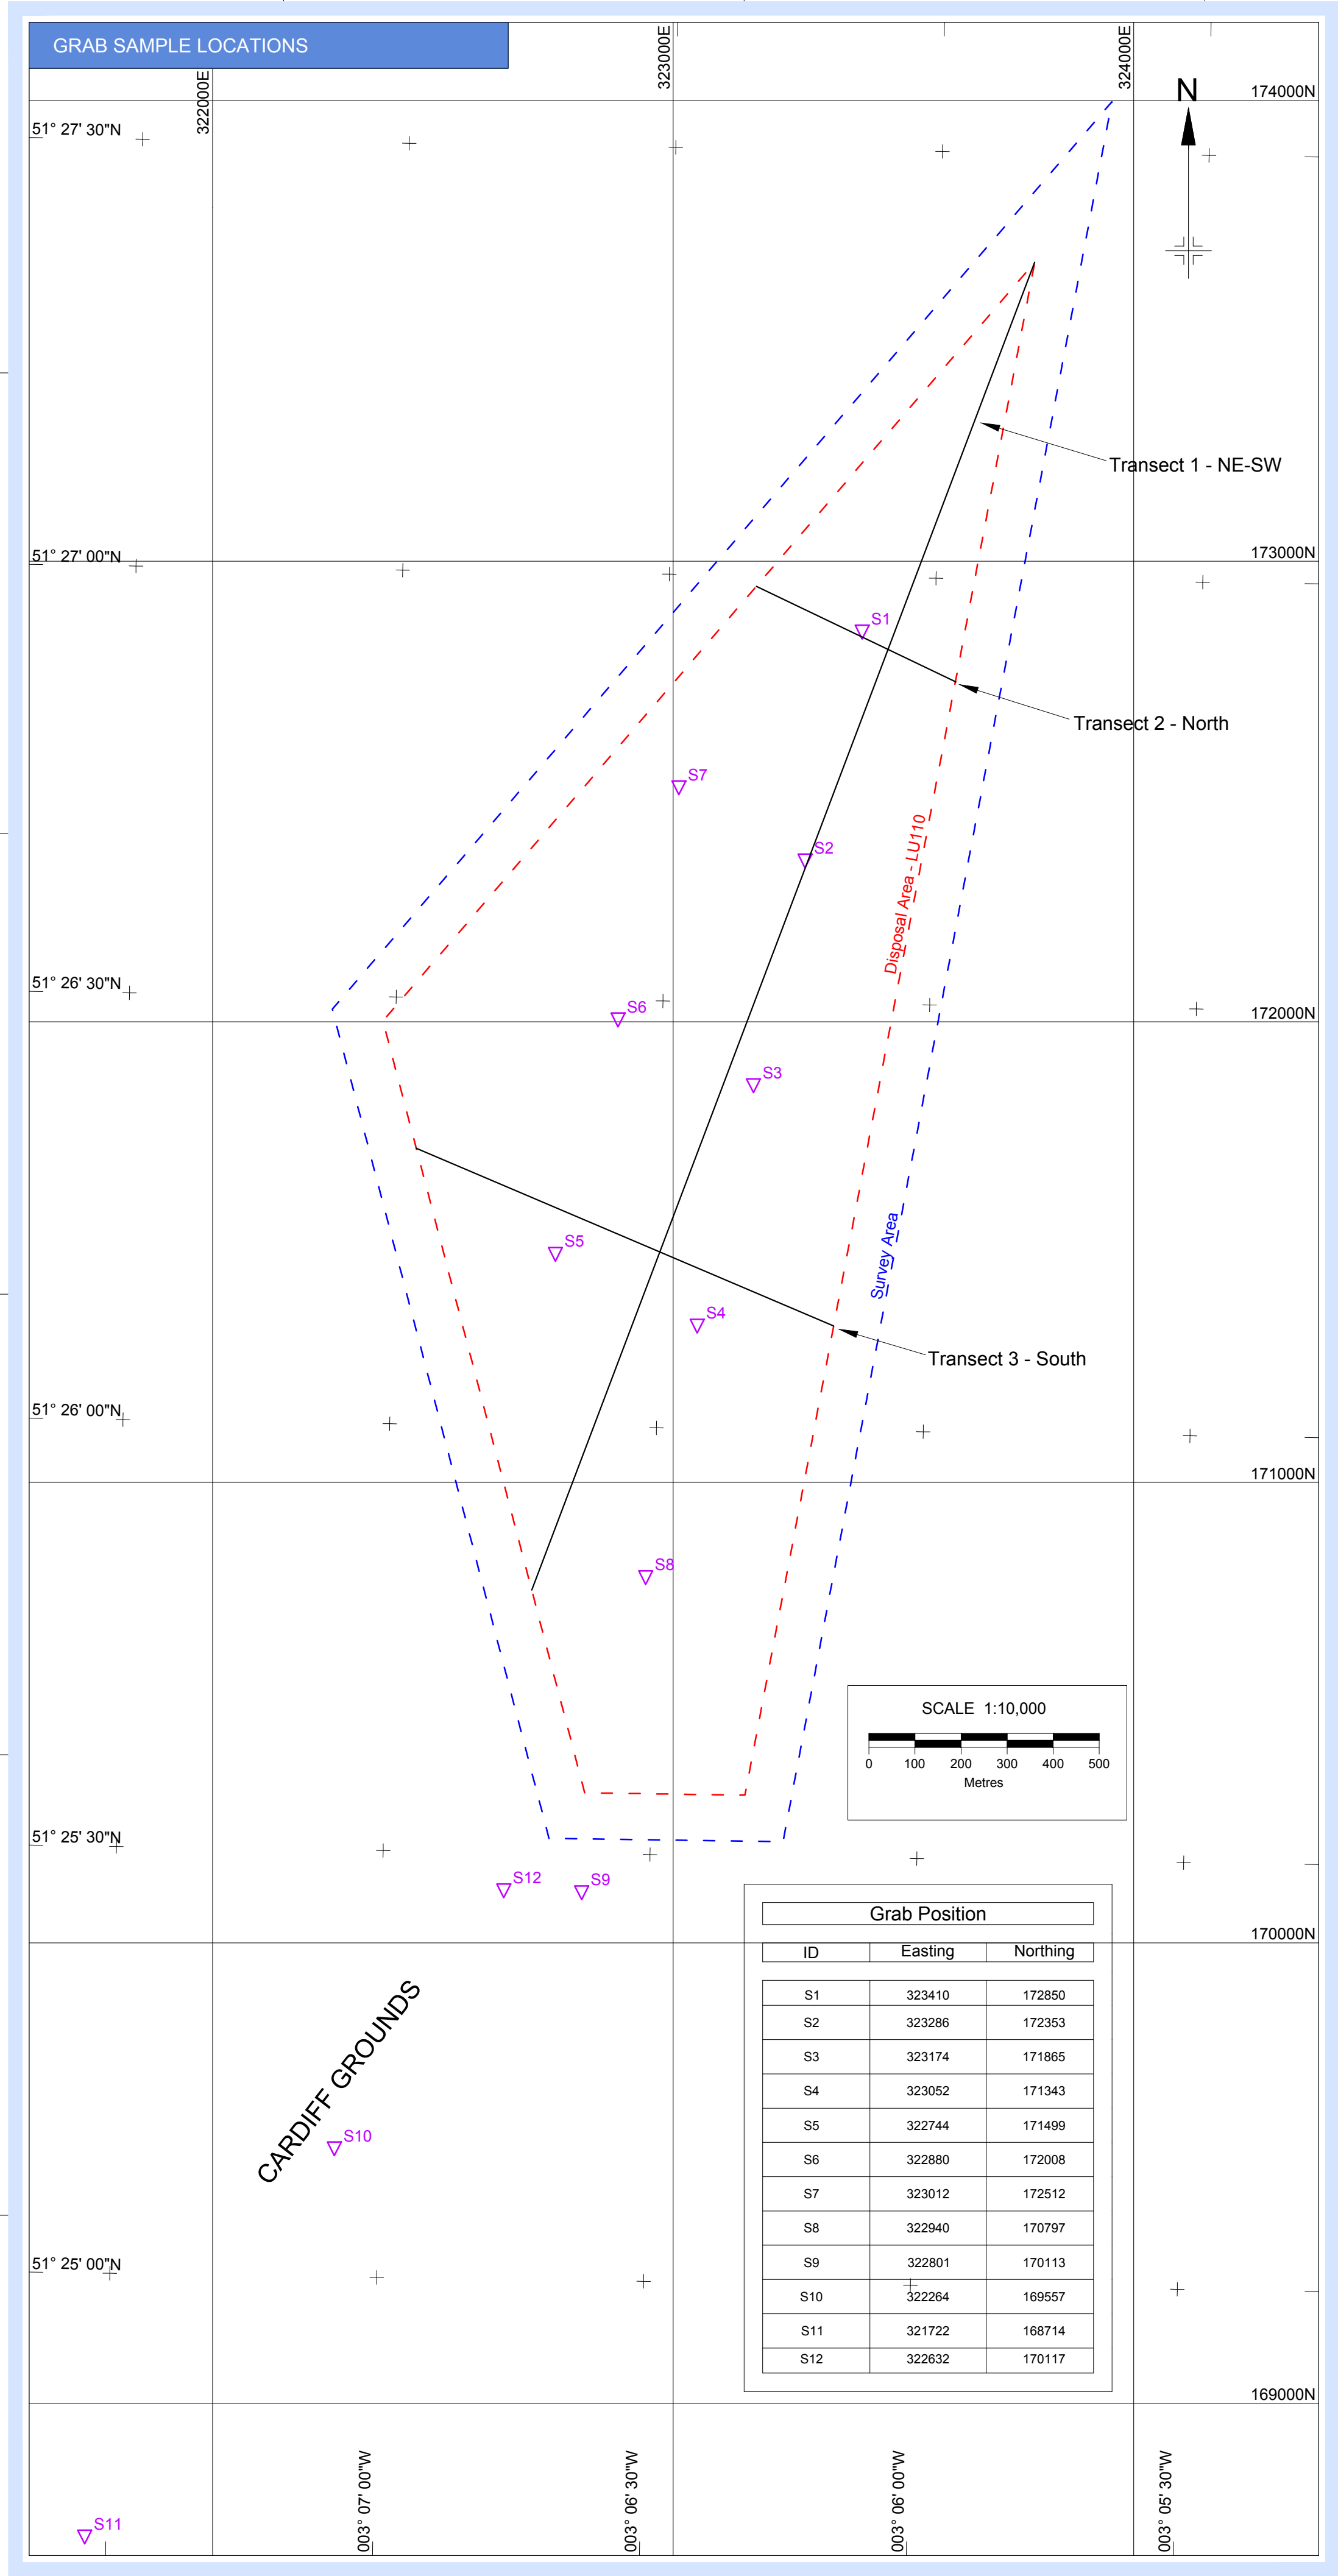 GRAB SAMPLE LOCATIONS
322000E
323000E
324000E
N
174000N
51° 27' 30"N
Transect 1 - NE-SW
51° 27' 00"N
173000N
S1
Transect 2 - North
S7
S2
Disposal Area - LU110
51° 26' 30"N
S6
172000N
S3
Survey Area
S5
S4
Transect 3 - South
51° 26' 00"N
171000N
S8
SCALE 1:10,000
0 100 200 300 400 500
Metres
51° 25' 30"N
S12
S9
170000N
Grab Position
ID Easting Northing
S1 323410 172850
S2 323286 172353
S3 323174 171865
S4 323052 171343
S5 322744 171499
S6 322880 172008
S7 323012 172512
S8 322940 170797
S9 322801 170113
S10 322264 169557
S11 321722 168714
S12 322632 170117
CARDIFF GROUNDS
S10
51° 25' 00"N
169000N
003° 07' 00"W
003° 06' 30"W
003° 06' 00"W
003° 05' 30"W
S11